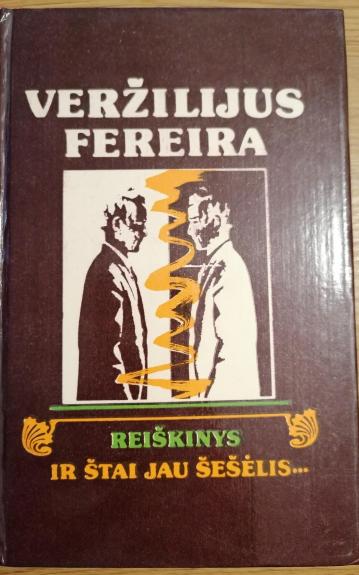 VERŽILIJUS
FEREIRA
REIŠKINYS
IR ŠTAI JAU ŠEŠĖLIS...